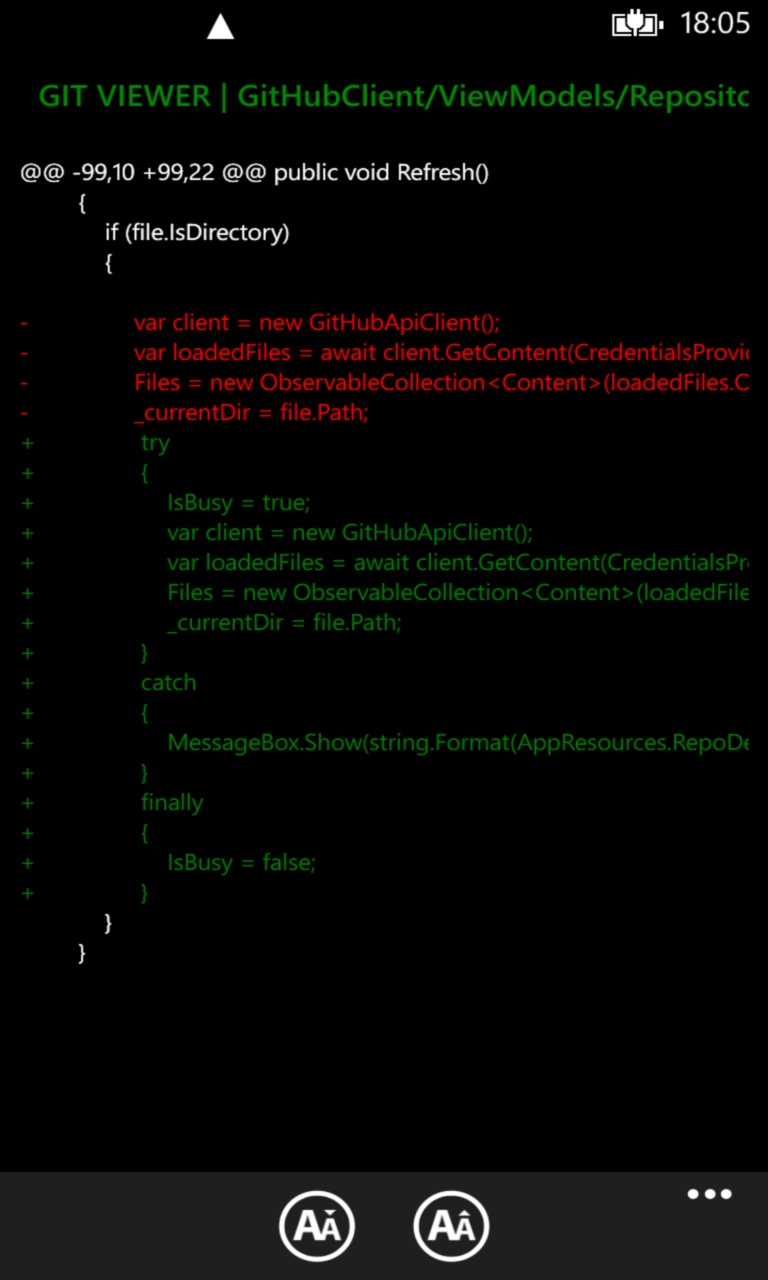 18:05
GIT VIEWER | GitHubClient/ViewModels/Reposito
@@ -99,10 +99,22 @@ public void Refresh()
{
if (file.IsDirectory)
{
- var client = new GitHubApiClient();
- var loadedFiles = await client.GetContent(CredentialsProvic
- Files = new ObservableCollection<Content>(loadedFiles.O
- _currentDir = file.Path;
+ try
+ {
+ IsBusy = true;
+ var client = new GitHubApiClient();
+ var loadedFiles = await client.GetContent(CredentialsPr
+ Files = new ObservableCollection<Content>(loadedFile
+ _currentDir = file.Path;
+ }
+ catch
+ {
+ MessageBox.Show(string.Format(AppResources.RepoDe
+ }
+ finally
+ {
+ IsBusy = false;
+ }
}
}
AA AA